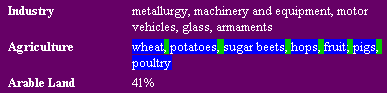 Industry metallurgy, machinery and equipment, motor
vehicles, glass, armaments
Agriculture wheat, potatoes, sugar beets, hops, fruit, pigs,
poultry
Arable Land 41%